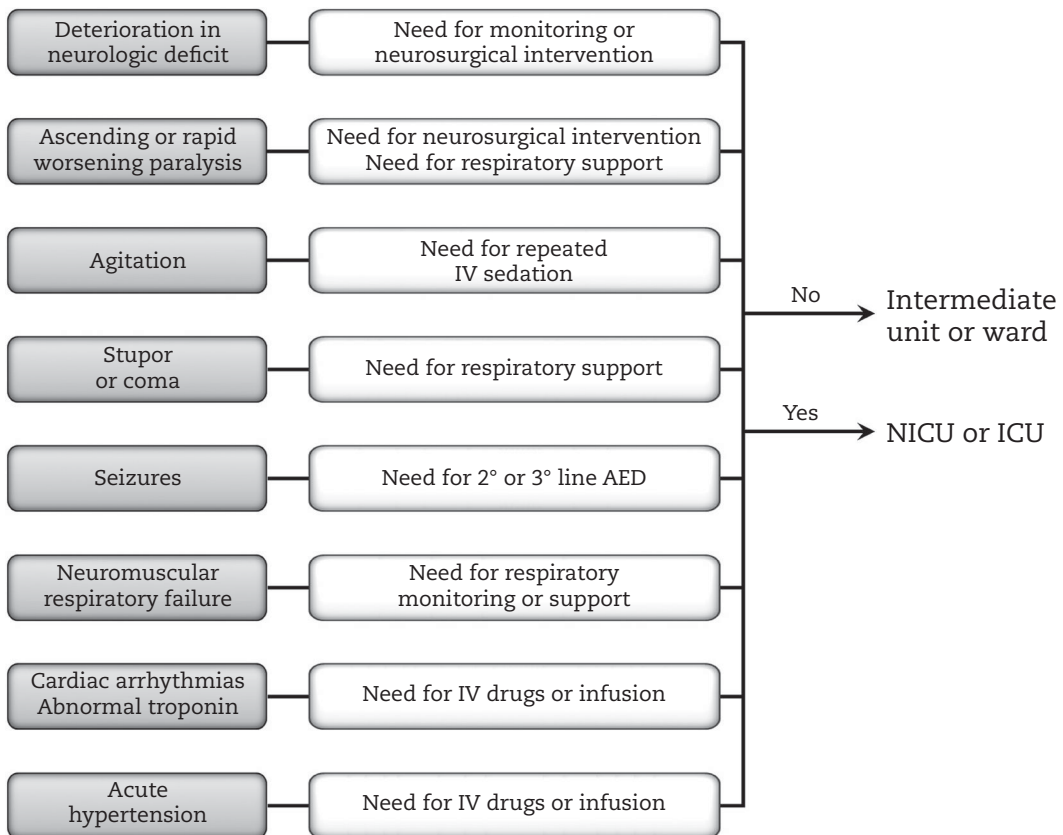 Deterioration in
neurologic deficit
Need for monitoring or
neurosurgical intervention
Ascending or rapid
worsening paralysis
Need for neurosurgical intervention
Need for respiratory support
Agitation
Need for repeated
IV sedation
Stupor
or coma
Need for respiratory support
Seizures
Need for 2° or 3° line AED
Neuromuscular
respiratory failure
Need for respiratory
monitoring or support
Cardiac arrhythmias
Abnormal troponin
Need for IV drugs or infusion
Acute
hypertension
Need for IV drugs or infusion
No
Intermediate
unit or ward
Yes
NICU or ICU